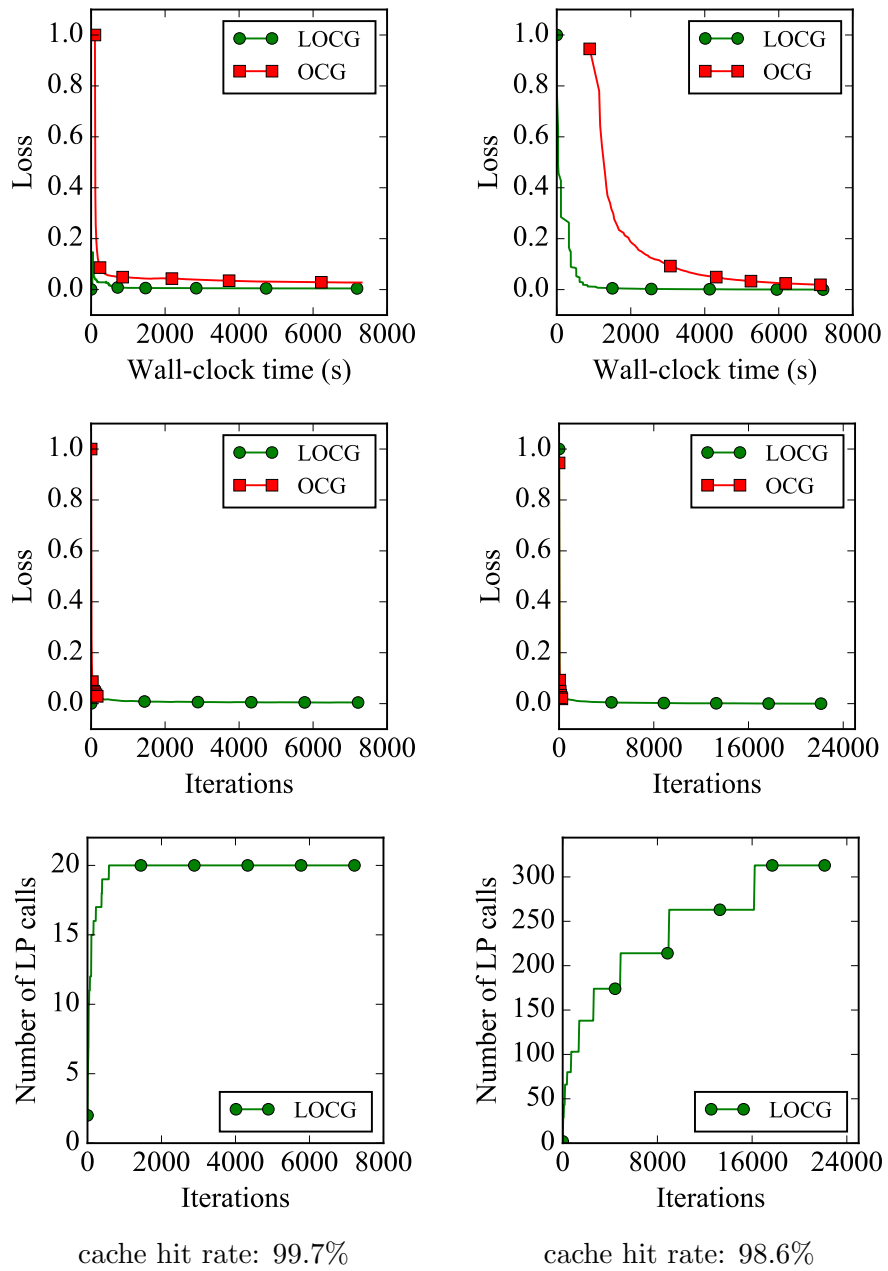 LOCG
OCG
1.0
0.8
0.6
0.4
0.2
0.0
Loss
0
2000
4000
6000
8000
Wall-clock time (s)
LOCG
OCG
1.0
0.8
0.6
0.4
0.2
0.0
Loss
0
2000
4000
6000
8000
Wall-clock time (s)
LOCG
OCG
1.0
0.8
0.6
0.4
0.2
0.0
Loss
0
2000
4000
6000
8000
Iterations
LOCG
OCG
1.0
0.8
0.6
0.4
0.2
0.0
Loss
0
8000
16000
24000
Iterations
20
15
10
5
0
Number of LP calls
LOCG
0
2000
4000
6000
8000
Iterations
300
250
200
150
100
50
0
Number of LP calls
LOCG
0
8000
16000
24000
Iterations
cache hit rate: 99.7%
cache hit rate: 98.6%